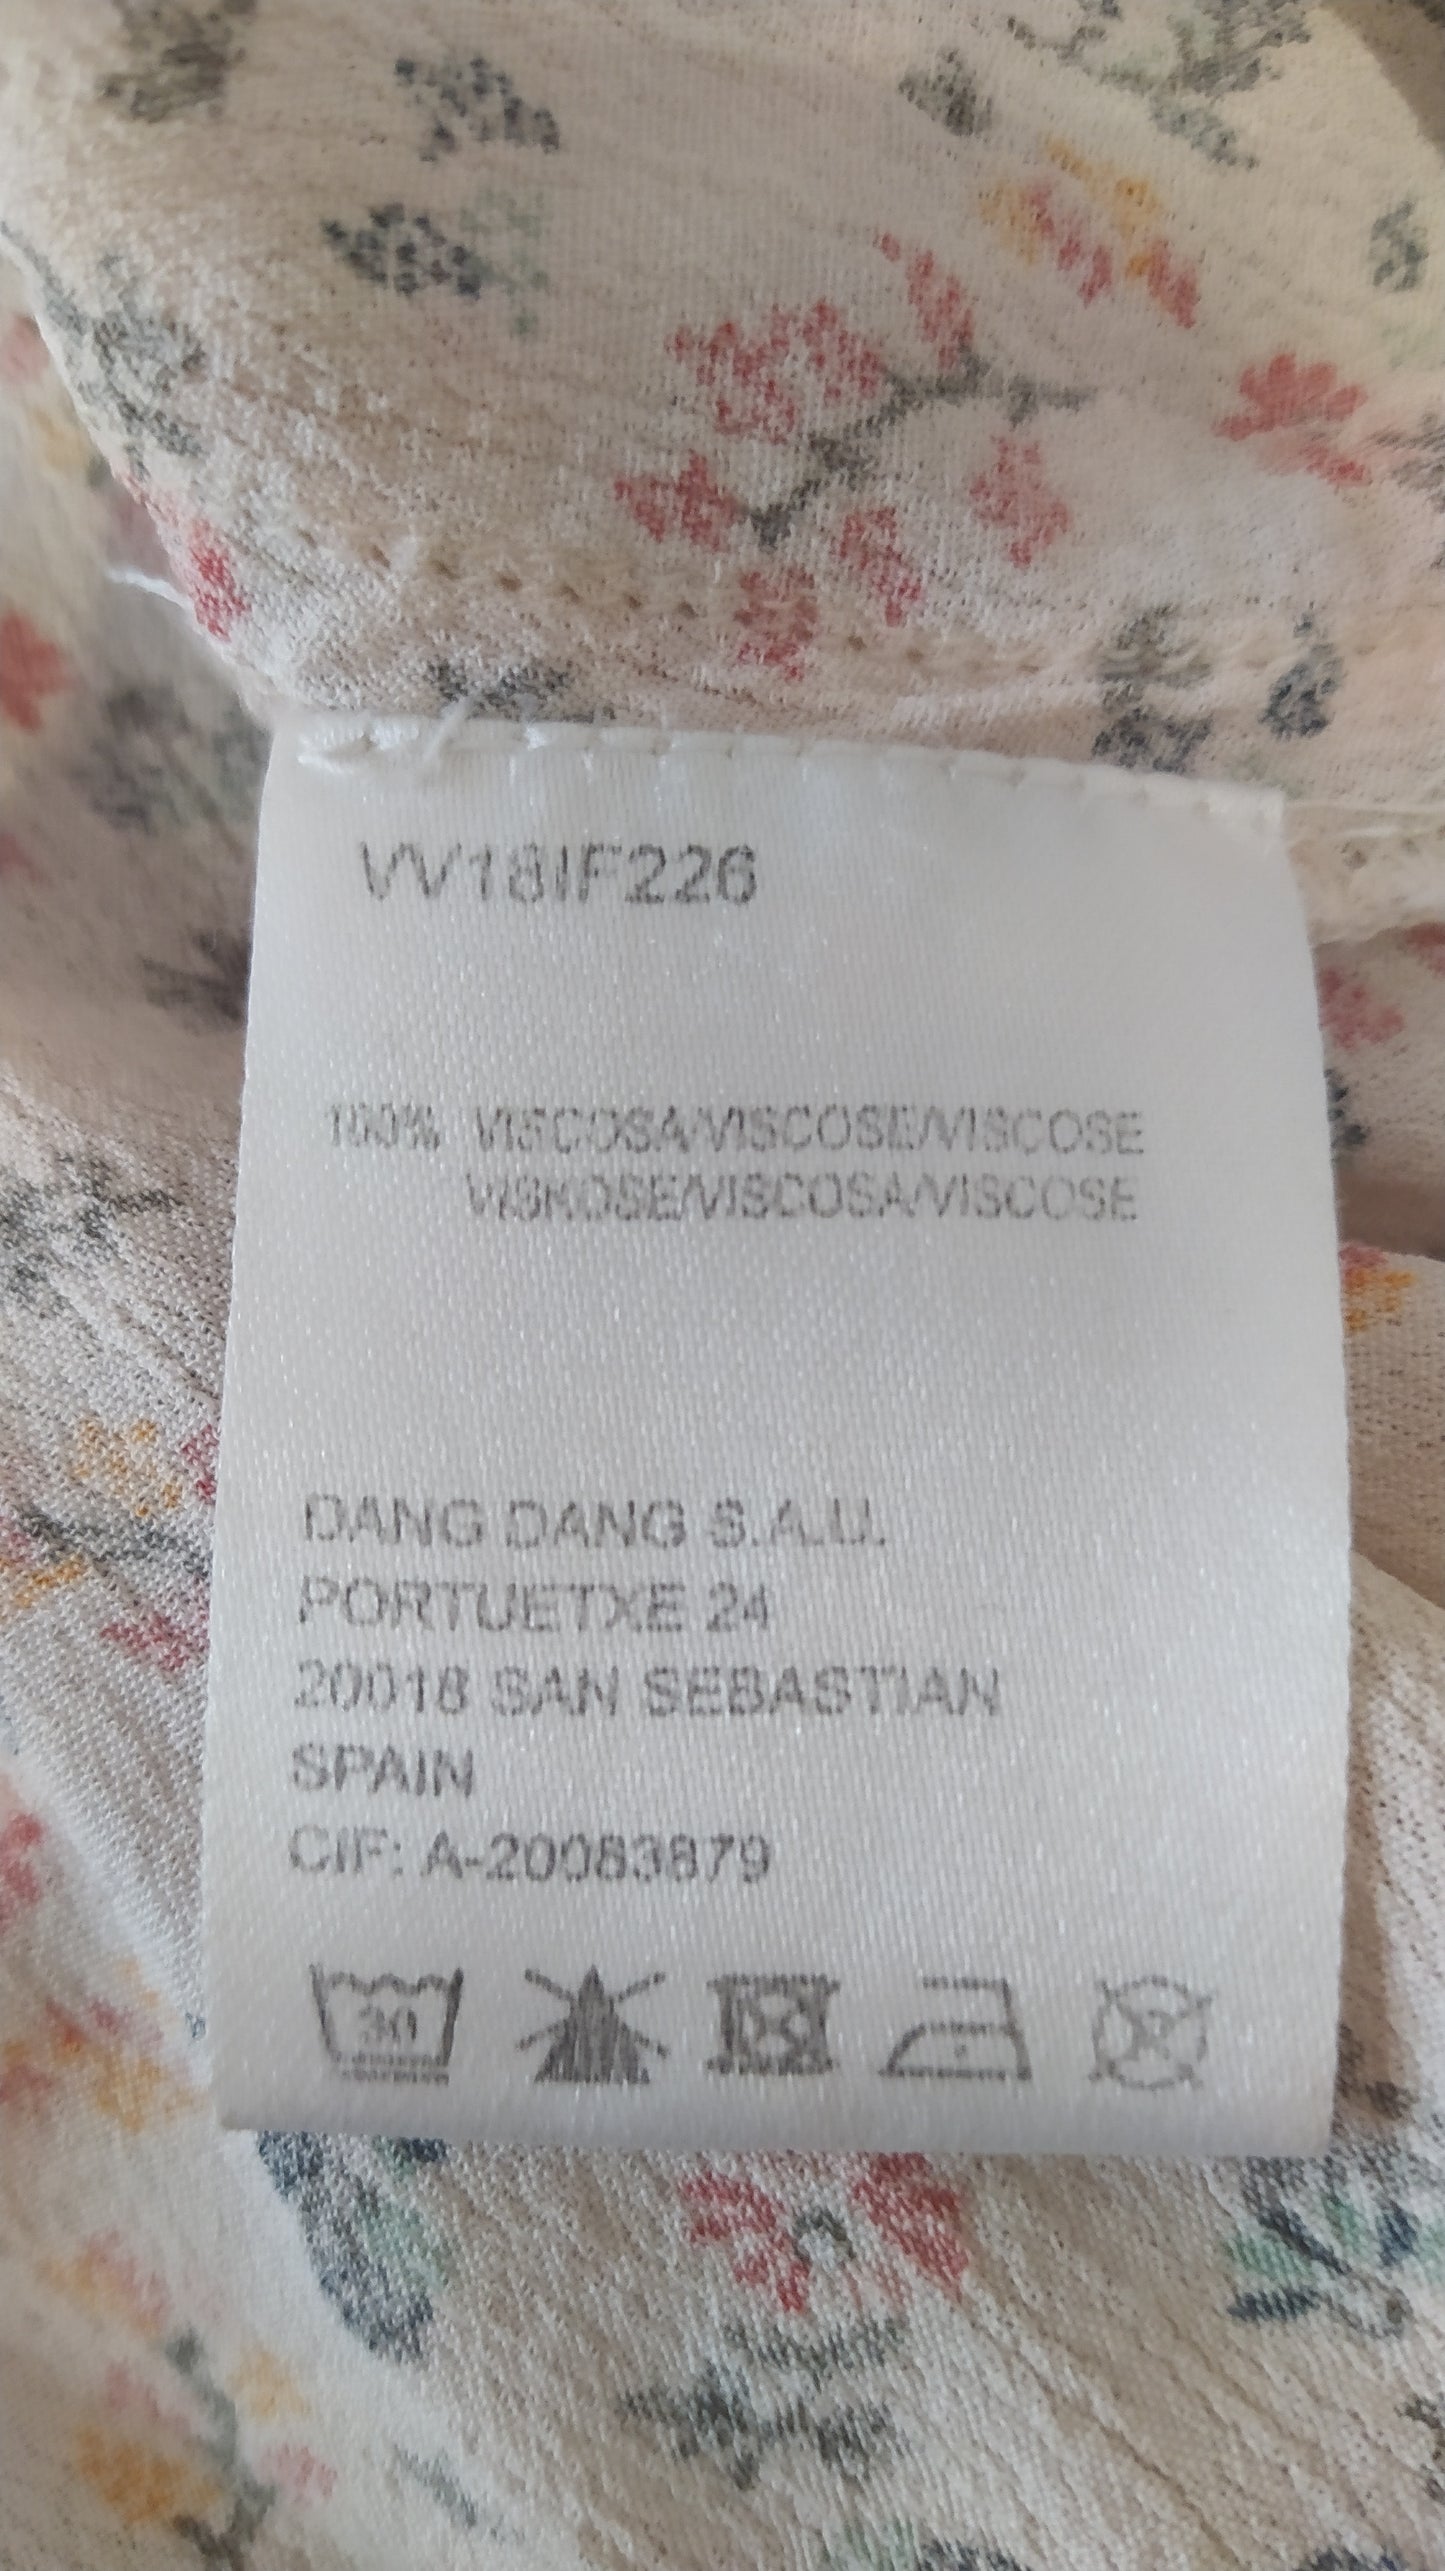 VV18IF226
100% VISCOSA/VISCOSE/VISCOSE
VISKOSE/VISCOSA/VISCOSE
DANG DANG S.A.U.
PORTUETXE 24
20018 SAN SEBASTIAN
SPAIN
CIF: A-20083879
30